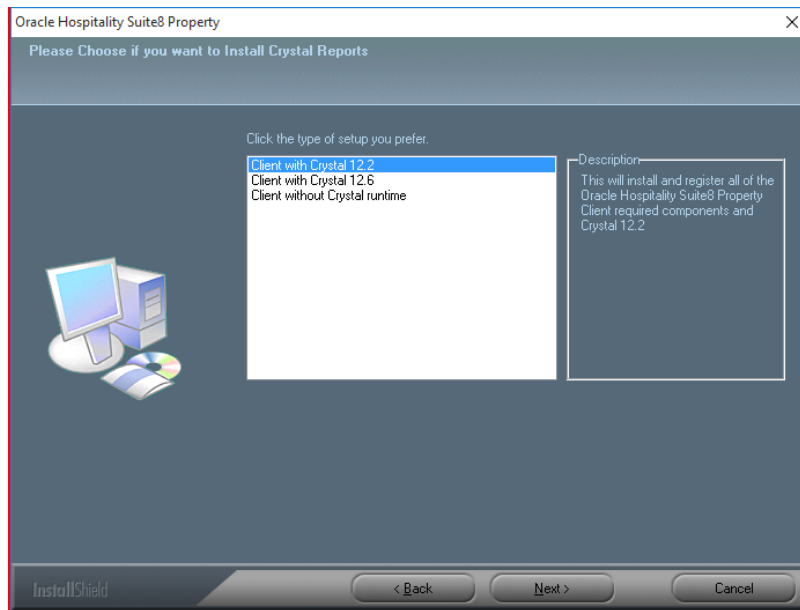 Oracle Hospitality Suite8 Property
Please Choose if you want to Install Crystal Reports
Click the type of setup you prefer.
Client with Crystal 12.2
Client with Crystal 12.6
Client without Crystal runtime
Description
This will install and register all of the
Oracle Hospitality Suite8 Property
Client required components and
Crystal 12.2
InstallShield
< Back
Next >
Cancel